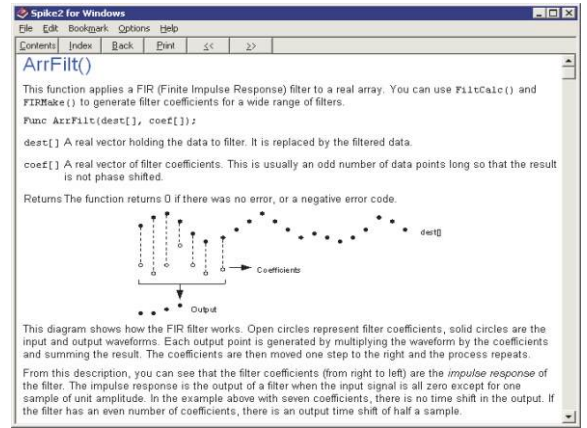 Spike2 for Windows
File Edit Bookmark Options Help
Contents Index Back Print << >>
ArrFilt()
This function applies a FIR (Finite Impulse Response) filter to a real array. You can use FiltCalc() and
FIRMake() to generate filter coefficients for a wide range of filters.
Func ArrFilt(dest[], coef[]);
dest[] A real vector holding the data to filter. It is replaced by the filtered data.
coef[] A real vector of filter coefficients. This is usually an odd number of data points long so that the result
is not phase shifted.
Returns The function returns 0 if there was no error, or a negative error code.
dest[]
Coefficients
Output
This diagram shows how the FIR filter works. Open circles represent filter coefficients, solid circles are the
input and output waveforms. Each output point is generated by multiplying the waveform by the coefficients
and summing the result. The coefficients are then moved one step to the right and the process repeats.
From this description, you can see that the filter coefficients (from right to left) are the impulse response of
the filter. The impulse response is the output of a filter when the input signal is all zero except for one
sample of unit amplitude. In the example above with seven coefficients, there is no time shift in the output. If
the filter has an even number of coefficients, there is an output time shift of half a sample.